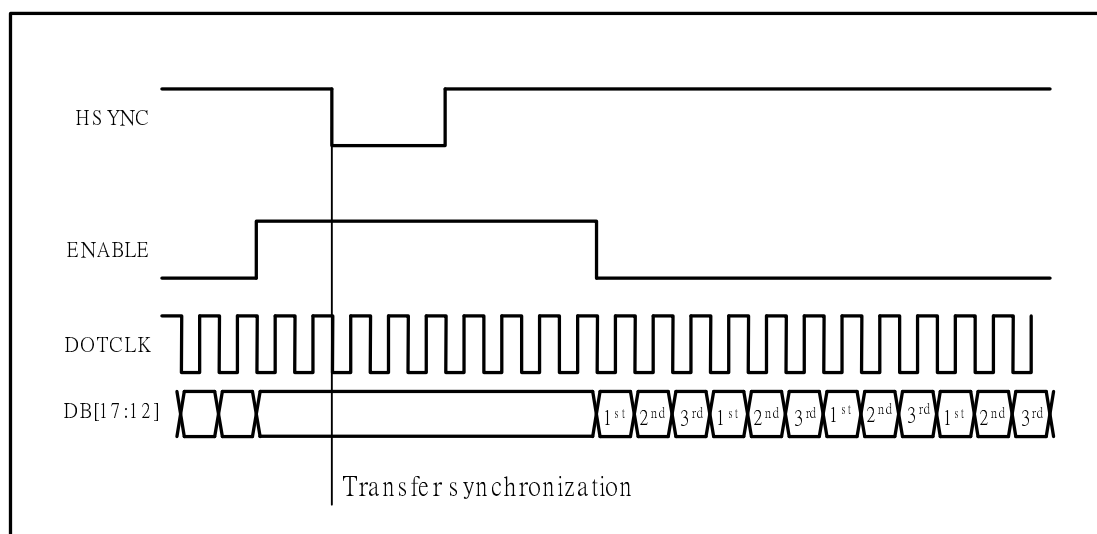 HSYNC
ENABLE
DOTCLK
DB[17:12]
1st 2nd 3rd 1st 2nd 3rd 1st 2nd 3rd 1st 2nd 3rd
Transfer synchronization